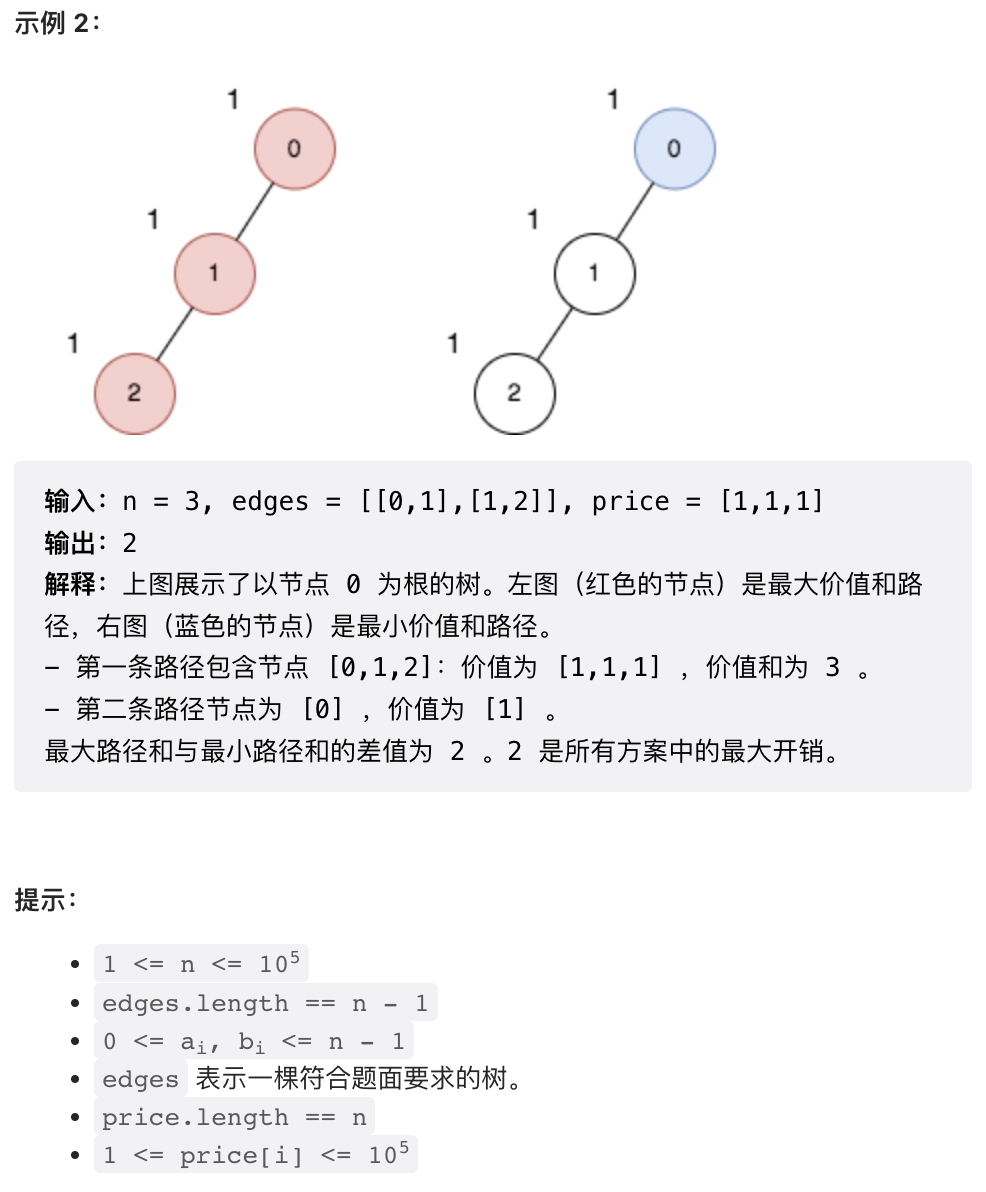 示例 2：
1 1
0 0
1 1
1 1
1 1
2 2
输入：n = 3, edges = [[0,1],[1,2]], price = [1,1,1]
输出：2
解释：上图展示了以节点 0 为根的树。左图（红色的节点）是最大价值和路
径，右图（蓝色的节点）是最小价值和路径。
- 第一条路径包含节点 [0,1,2]：价值为 [1,1,1] ，价值和为 3 。
- 第二条路径节点为 [0] ，价值为 [1] 。
最大路径和与最小路径和的差值为 2 。2 是所有方案中的最大开销。
提示：
• 1 <= n <= 10⁵
• edges.length == n - 1
• 0 <= aᵢ, bᵢ <= n - 1
• edges 表示一棵符合题面要求的树。
• price.length == n
• 1 <= price[i] <= 10⁵